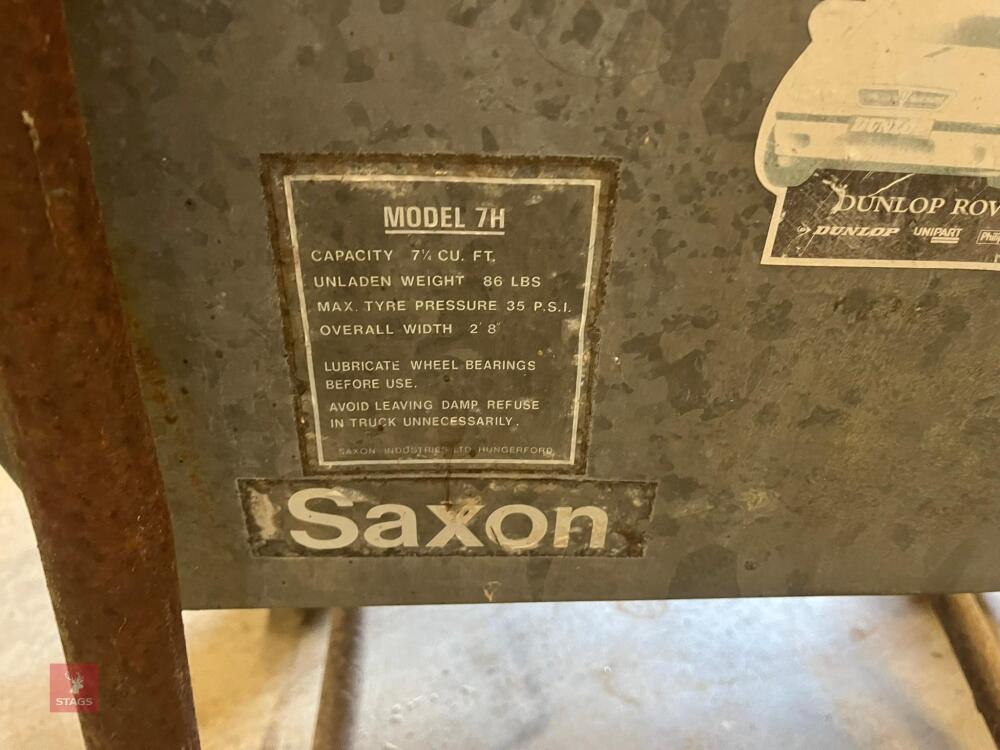 MODEL 7H
CAPACITY 7¼ CU. FT.
UNLADEN WEIGHT 86 LBS
MAX. TYRE PRESSURE 35 P.S.I.
OVERALL WIDTH 2' 8"
LUBRICATE WHEEL BEARINGS
BEFORE USE.
AVOID LEAVING DAMP REFUSE
IN TRUCK UNNECESSARILY.
SAXON INDUSTRIES LTD HUNGERFORD
Saxon
DUNLOP
DUNLOP ROV
DUNLOP UNIPART
STAGS